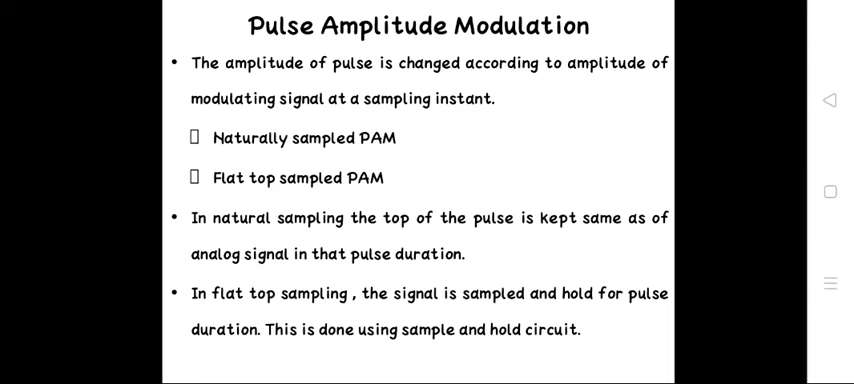 Pulse Amplitude Modulation
• The amplitude of pulse is changed according to amplitude of
modulating signal at a sampling instant.
▯ Naturally sampled PAM
▯ Flat top sampled PAM
• In natural sampling the top of the pulse is kept same as of
analog signal in that pulse duration.
• In flat top sampling , the signal is sampled and hold for pulse
duration. This is done using sample and hold circuit.